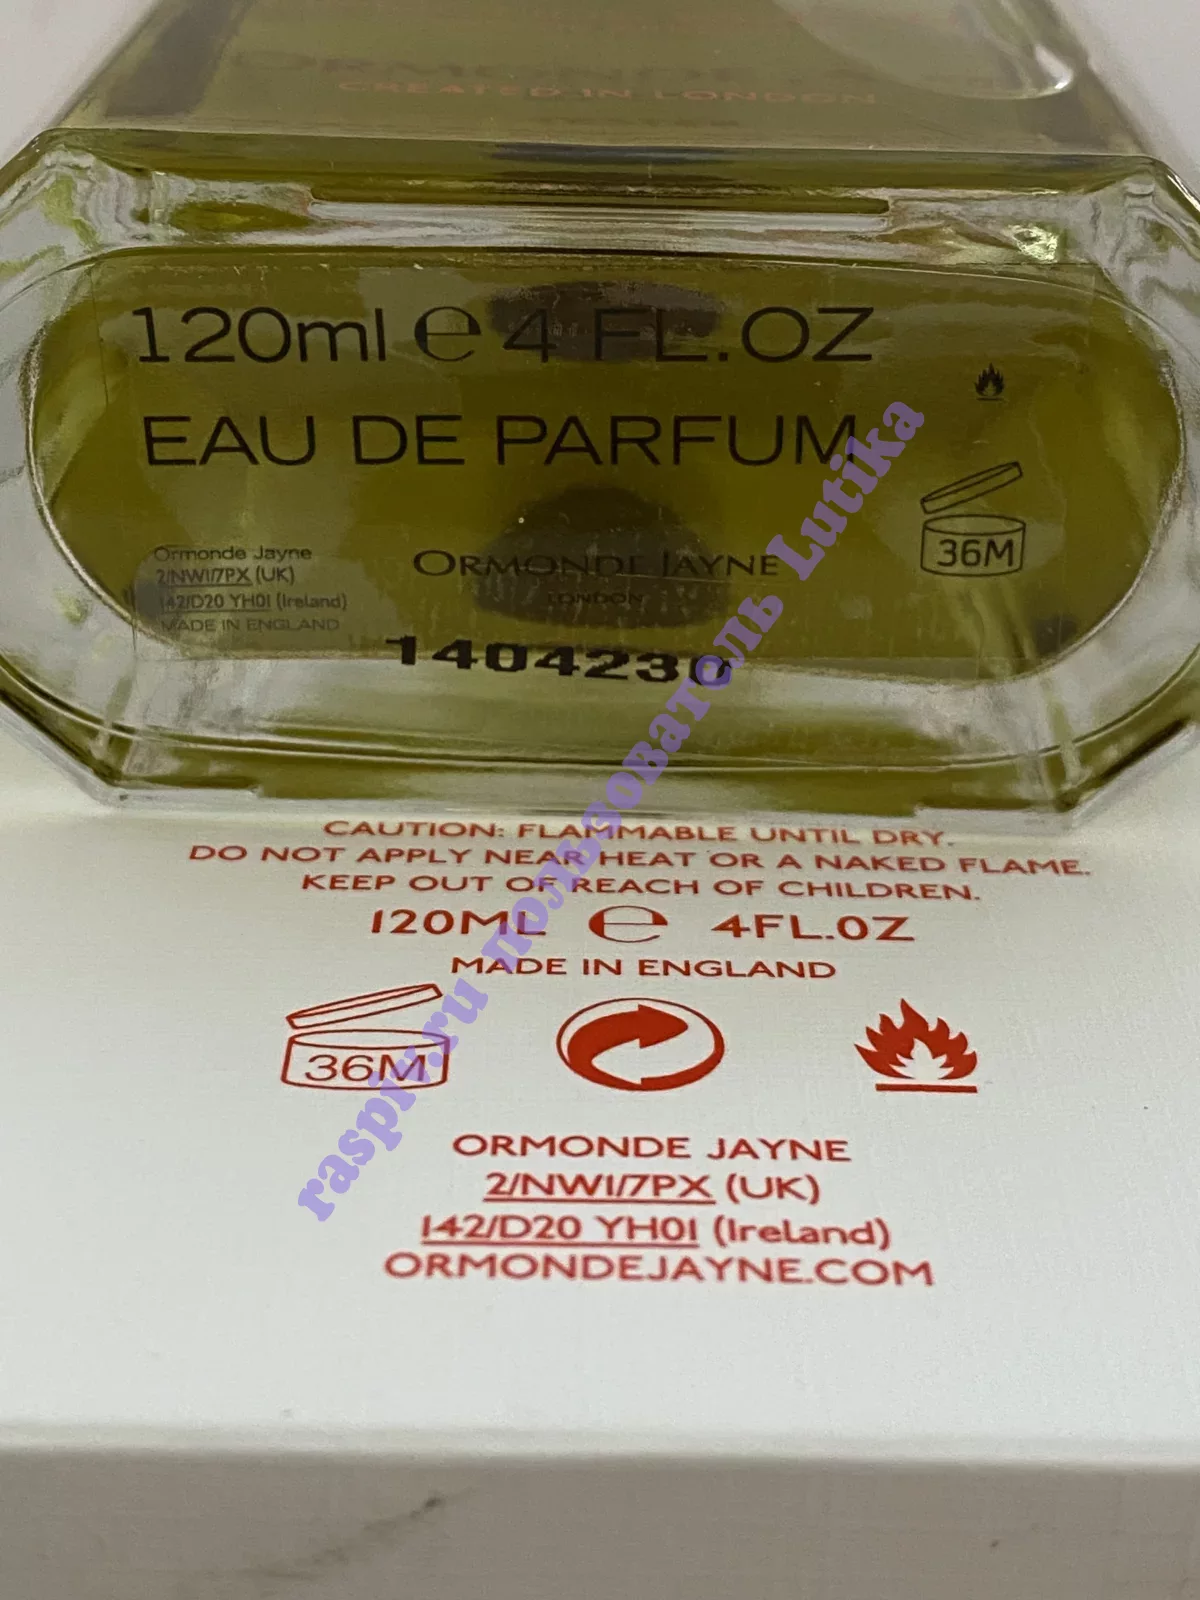 CREATED IN LONDON
120ml e 4 FL.OZ
EAU DE PARFUM
Ormonde Jayne
2/NW1/7PX (UK)
142/D20 YH01 (Ireland)
MADE IN ENGLAND
ORMONDE JAYNE
LONDON
36M
1404230
CAUTION: FLAMMABLE UNTIL DRY.
DO NOT APPLY NEAR HEAT OR A NAKED FLAME.
KEEP OUT OF REACH OF CHILDREN.
120ML e 4FL.OZ
MADE IN ENGLAND
36M
ORMONDE JAYNE
2/NW1/7PX (UK)
142/D20 YH01 (Ireland)
ORMONDEJAYNE.COM
raspiv.ru пользователь Lutika